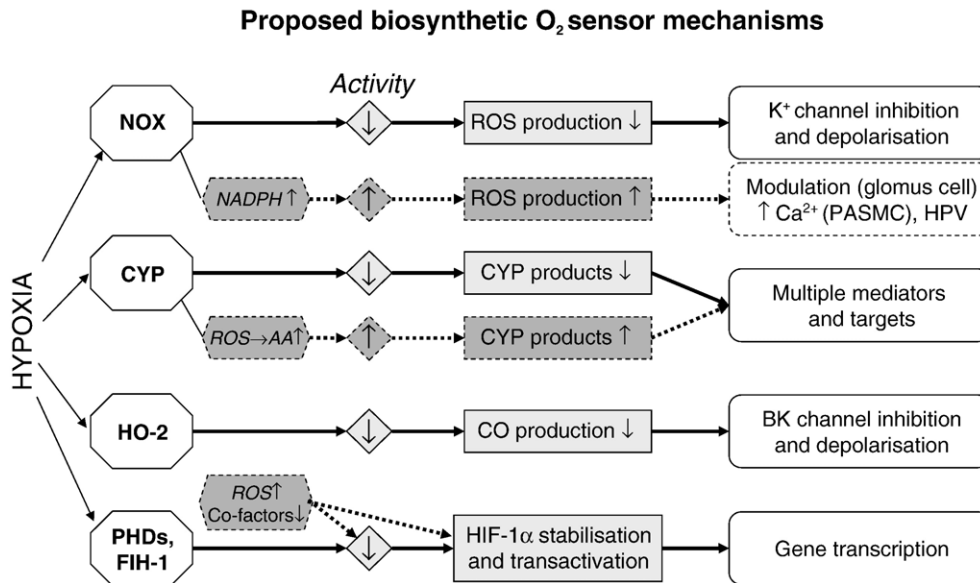 Proposed biosynthetic O₂ sensor mechanisms
Activity
HYPOXIA
NOX
↓
ROS production ↓
K⁺ channel inhibition
and depolarisation
NADPH ↑
↑
ROS production ↑
Modulation (glomus cell)
↑ Ca²⁺ (PASMC), HPV
CYP
↓
CYP products ↓
Multiple mediators
and targets
ROS→AA↑
↑
CYP products ↑
HO-2
↓
CO production ↓
BK channel inhibition
and depolarisation
ROS↑
Co-factors↓
PHDs,
FIH-1
↓
HIF-1α stabilisation
and transactivation
Gene transcription